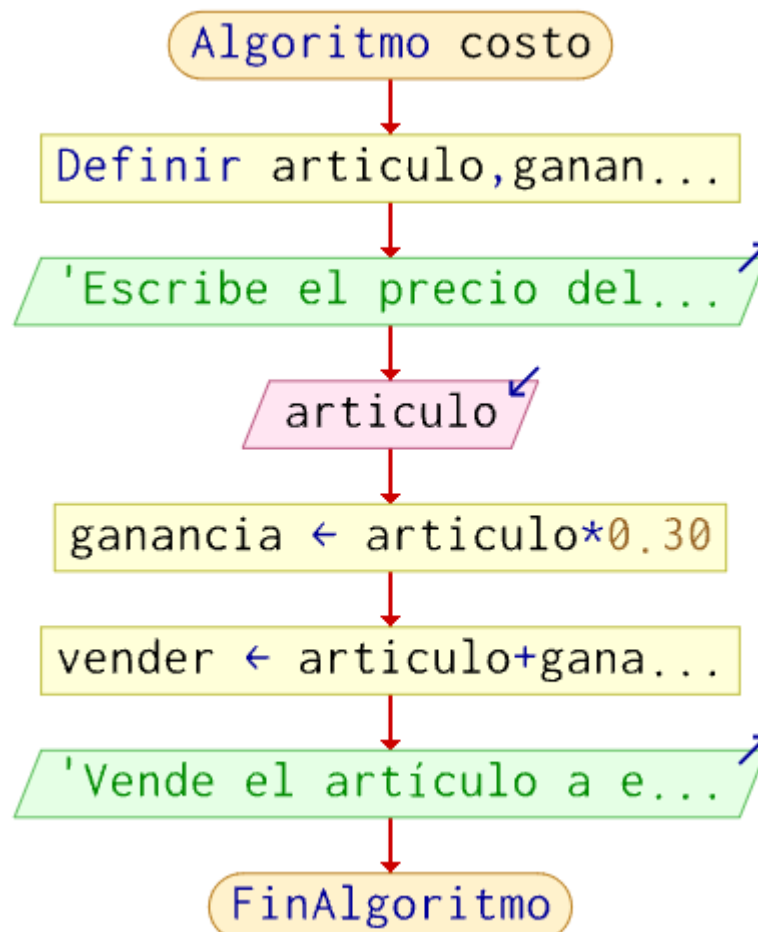 Algoritmo costo
Definir articulo,ganan...
'Escribe el precio del...
articulo
ganancia ← articulo*0.30
vender ← articulo+gana...
'Vende el artículo a e...
FinAlgoritmo